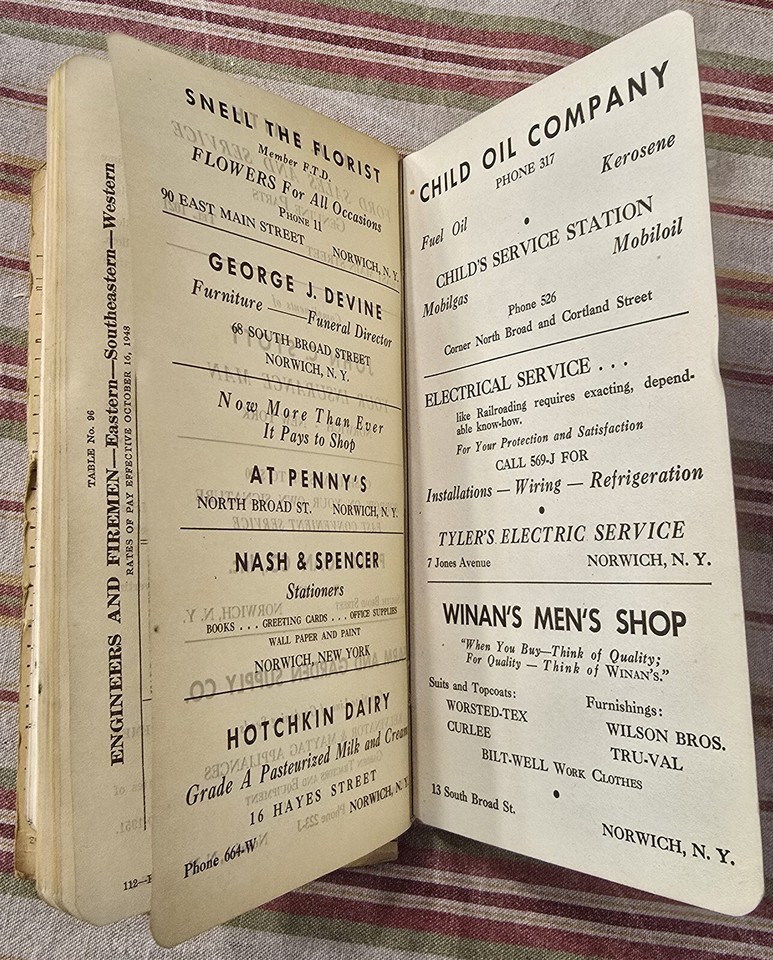 TABLE No. 96
ENGINEERS AND FIREMEN—Eastern—Southeastern—Western
RATES OF PAY EFFECTIVE OCTOBER 16, 1948
SNELL THE FLORIST
Member F.T.D.
FLOWERS For All Occasions
PHONE 11
90 EAST MAIN STREET
NORWICH, N. Y.
GEORGE J. DEVINE
Furniture —— Funeral Director
68 SOUTH BROAD STREET
NORWICH, N. Y.
Now More Than Ever
It Pays to Shop
AT PENNY'S
NORTH BROAD ST. NORWICH, N. Y.
NASH & SPENCER
Stationers
BOOKS . . . GREETING CARDS . . . OFFICE SUPPLIES
WALL PAPER AND PAINT
NORWICH, NEW YORK
HOTCHKIN DAIRY
Grade A Pasteurized Milk and Cream
16 HAYES STREET
Phone 664-W NORWICH, N. Y.
CHILD OIL COMPANY
PHONE 317
Fuel Oil Kerosene
•
CHILD'S SERVICE STATION
Mobilgas Mobiloil
Phone 526
Corner North Broad and Cortland Street
ELECTRICAL SERVICE . . .
like Railroading requires exacting, depend-
able know-how.
For Your Protection and Satisfaction
CALL 569-J FOR
Installations — Wiring — Refrigeration
•
TYLER'S ELECTRIC SERVICE
7 Jones Avenue NORWICH, N. Y.
WINAN'S MEN'S SHOP
"When You Buy—Think of Quality;
For Quality — Think of WINAN'S."
Suits and Topcoats: Furnishings:
WORSTED-TEX WILSON BROS.
CURLEE TRU-VAL
BILT-WELL WORK CLOTHES
•
13 South Broad St.
NORWICH, N. Y.